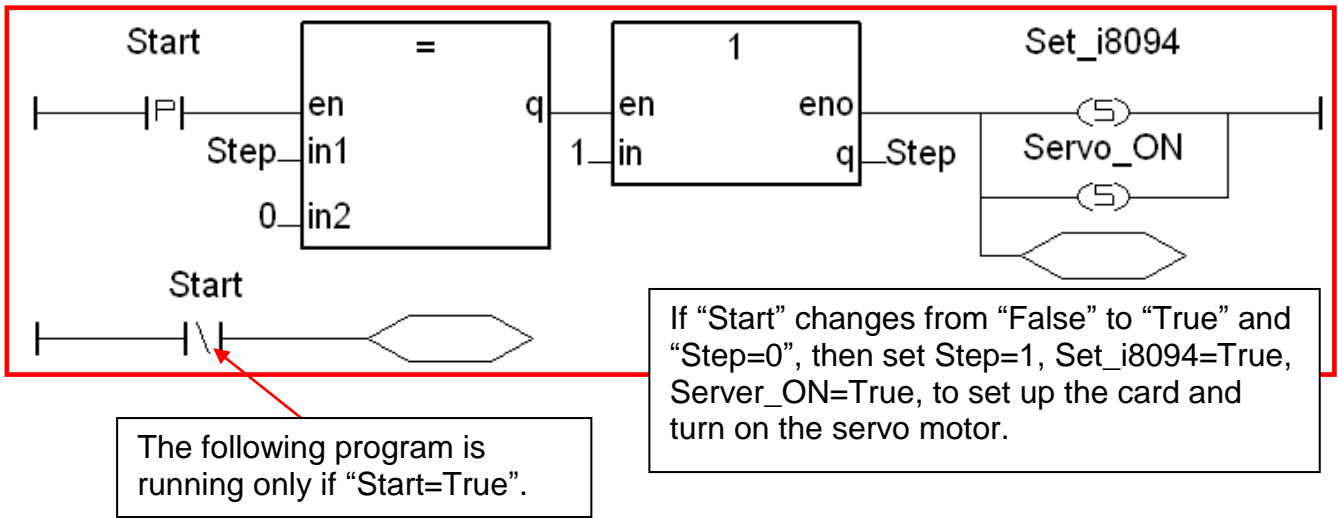 Start
=
1
Set_i8094
P
en
q
en
eno
S
Step
in1
1
in
q
Step
Servo_ON
0
in2
S
Start
If “Start” changes from “False” to “True” and
“Step=0”, then set Step=1, Set_i8094=True,
Server_ON=True, to set up the card and
turn on the servo motor.
The following program is
running only if “Start=True”.